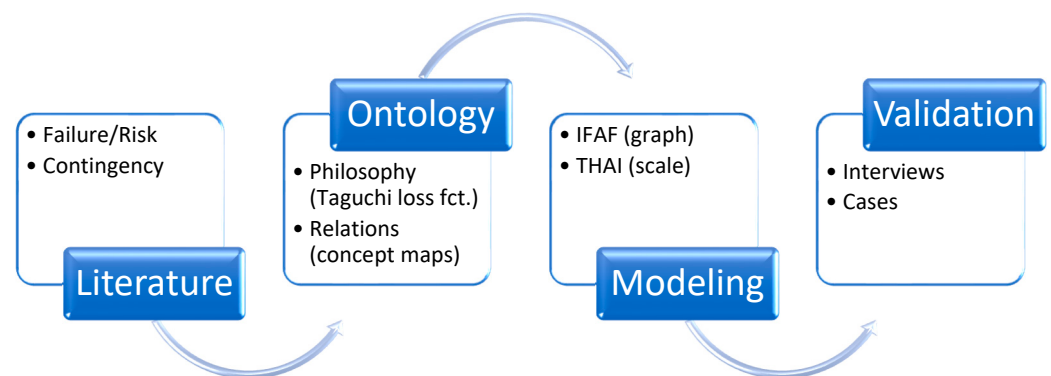 • Failure/Risk
• Contingency
Literature
Ontology
• Philosophy
(Taguchi loss fct.)
• Relations
(concept maps)
• IFAF (graph)
• THAI (scale)
Modeling
Validation
• Interviews
• Cases